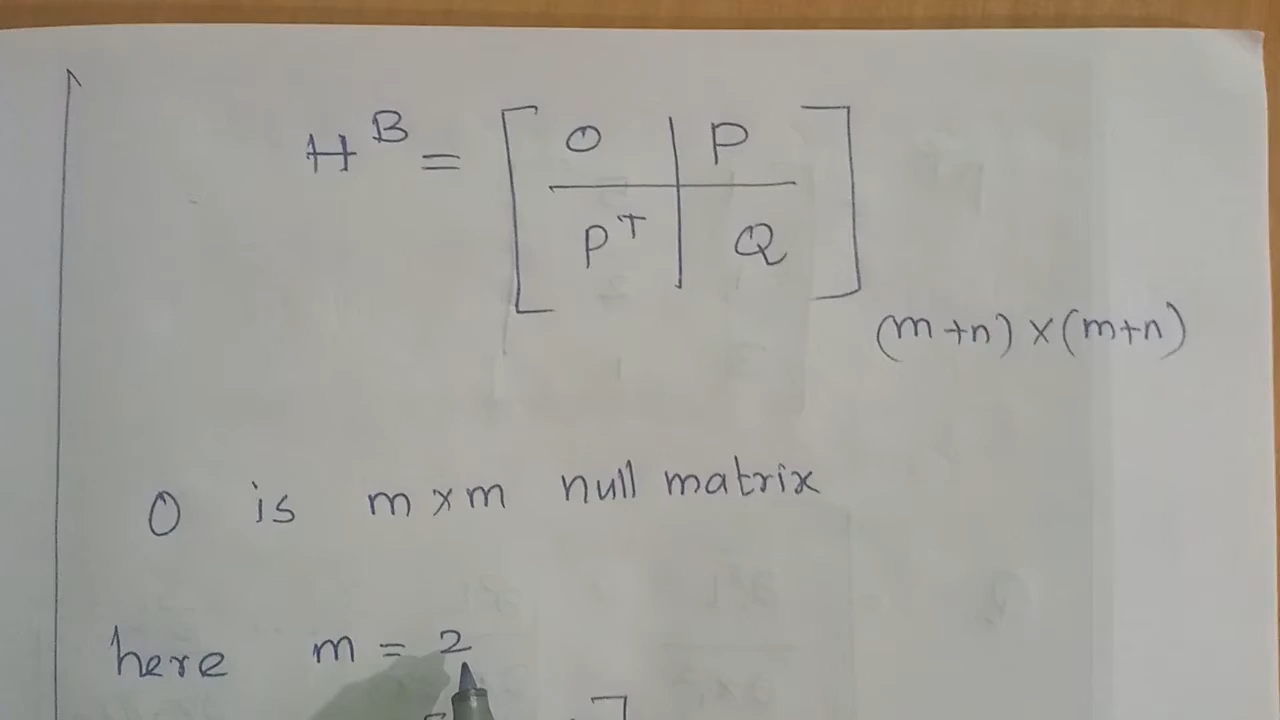 H^B = [ O | P
P^T | Q ]
(m+n) × (m+n)
O is m × m null matrix
here m = 2